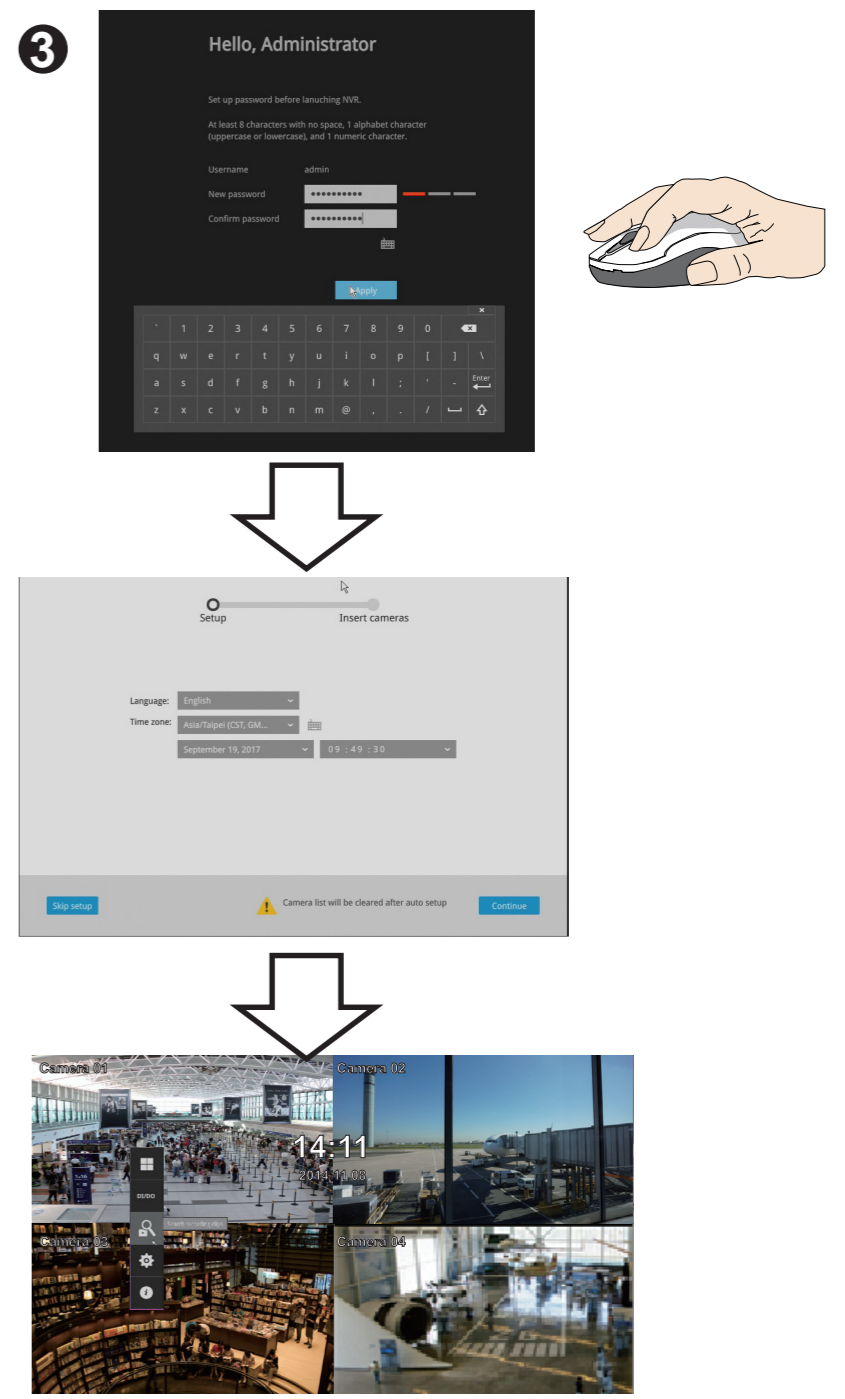 3
Hello, Administrator
Set up password before lanuching NVR.
At least 8 characters with no space, 1 alphabet character
(uppercase or lowercase), and 1 numeric character.
Username admin
New password ••••••••••
Confirm password ••••••••••
Apply
×
` 1 2 3 4 5 6 7 8 9 0
q w e r t y u i o p [ ] \
a s d f g h j k l ; ' - Enter
z x c v b n m @ , . /
Setup Insert cameras
Language: English
Time zone: Asia/Taipei (CST, GM...
September 19, 2017 09 : 49 : 30
Skip setup Camera list will be cleared after auto setup Continue
Camera 01 Camera 02
14:11
2014-11-08
DI/DO
Search recording clips
Camera 03 Camera 04